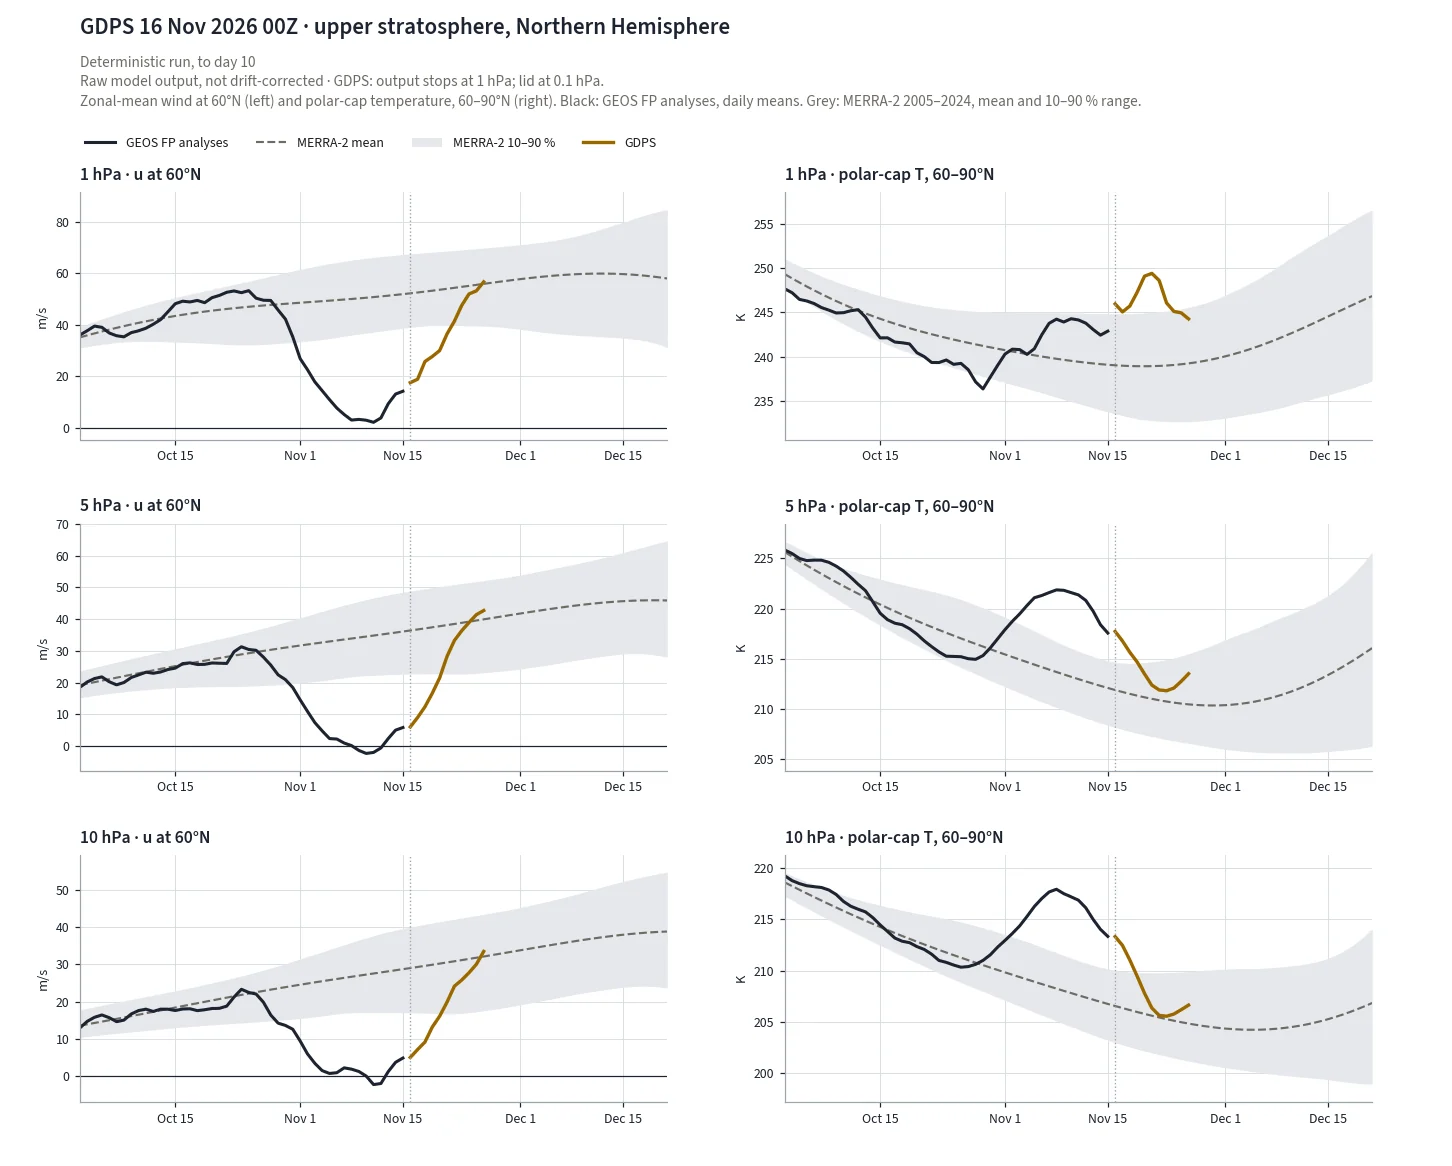 GDPS 16 Nov 2026 00Z · upper stratosphere, Northern Hemisphere
Deterministic run, to day 10
Raw model output, not drift-corrected · GDPS: output stops at 1 hPa; lid at 0.1 hPa.
Zonal-mean wind at 60°N (left) and polar-cap temperature, 60–90°N (right). Black: GEOS FP analyses, daily means. Grey: MERRA-2 2005–2024, mean and 10–90 % range.
GEOS FP analyses MERRA-2 mean MERRA-2 10–90 % GDPS
1 hPa · u at 60°N
80
60
40
20
0
m/s
Oct 15 Nov 1 Nov 15 Dec 1 Dec 15
1 hPa · polar-cap T, 60–90°N
255
250
245
240
235
K
Oct 15 Nov 1 Nov 15 Dec 1 Dec 15
5 hPa · u at 60°N
70
60
50
40
30
20
10
0
m/s
Oct 15 Nov 1 Nov 15 Dec 1 Dec 15
5 hPa · polar-cap T, 60–90°N
225
220
215
210
205
K
Oct 15 Nov 1 Nov 15 Dec 1 Dec 15
10 hPa · u at 60°N
50
40
30
20
10
0
m/s
Oct 15 Nov 1 Nov 15 Dec 1 Dec 15
10 hPa · polar-cap T, 60–90°N
220
215
210
205
200
K
Oct 15 Nov 1 Nov 15 Dec 1 Dec 15